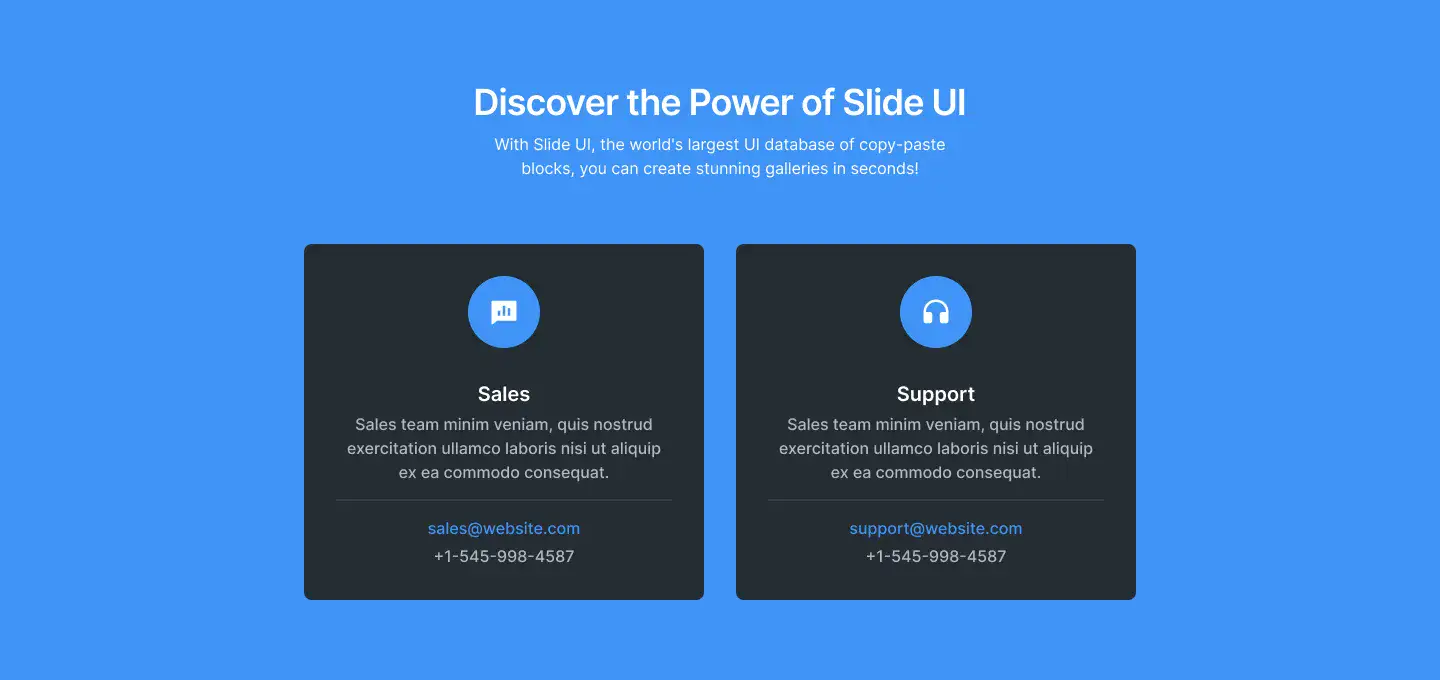 Discover the Power of Slide UI
With Slide UI, the world's largest UI database of copy-paste
blocks, you can create stunning galleries in seconds!
Sales
Sales team minim veniam, quis nostrud
exercitation ullamco laboris nisi ut aliquip
ex ea commodo consequat.
sales@website.com
+1-545-998-4587
Support
Sales team minim veniam, quis nostrud
exercitation ullamco laboris nisi ut aliquip
ex ea commodo consequat.
support@website.com
+1-545-998-4587